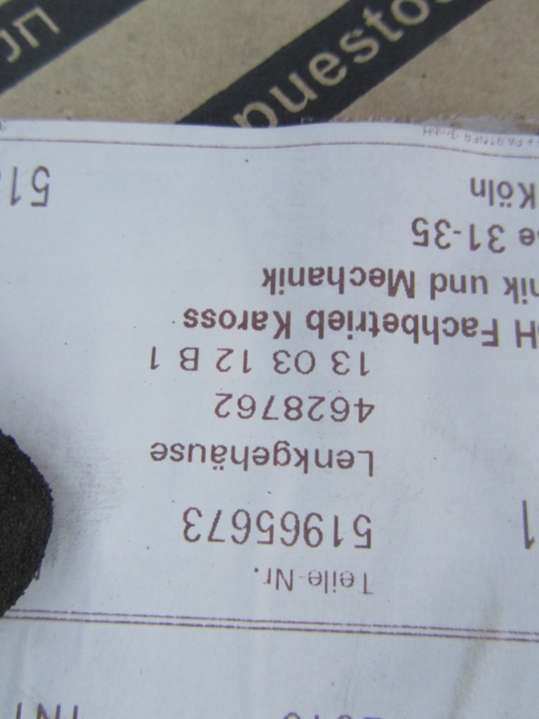 Teile-Nr.
1 51965673
Lenkgehäuse
4628762
13 03 12 B 1
H Fachbetrieb Kaross
nik und Mechanik
e 31-35
Köln 51
puesto